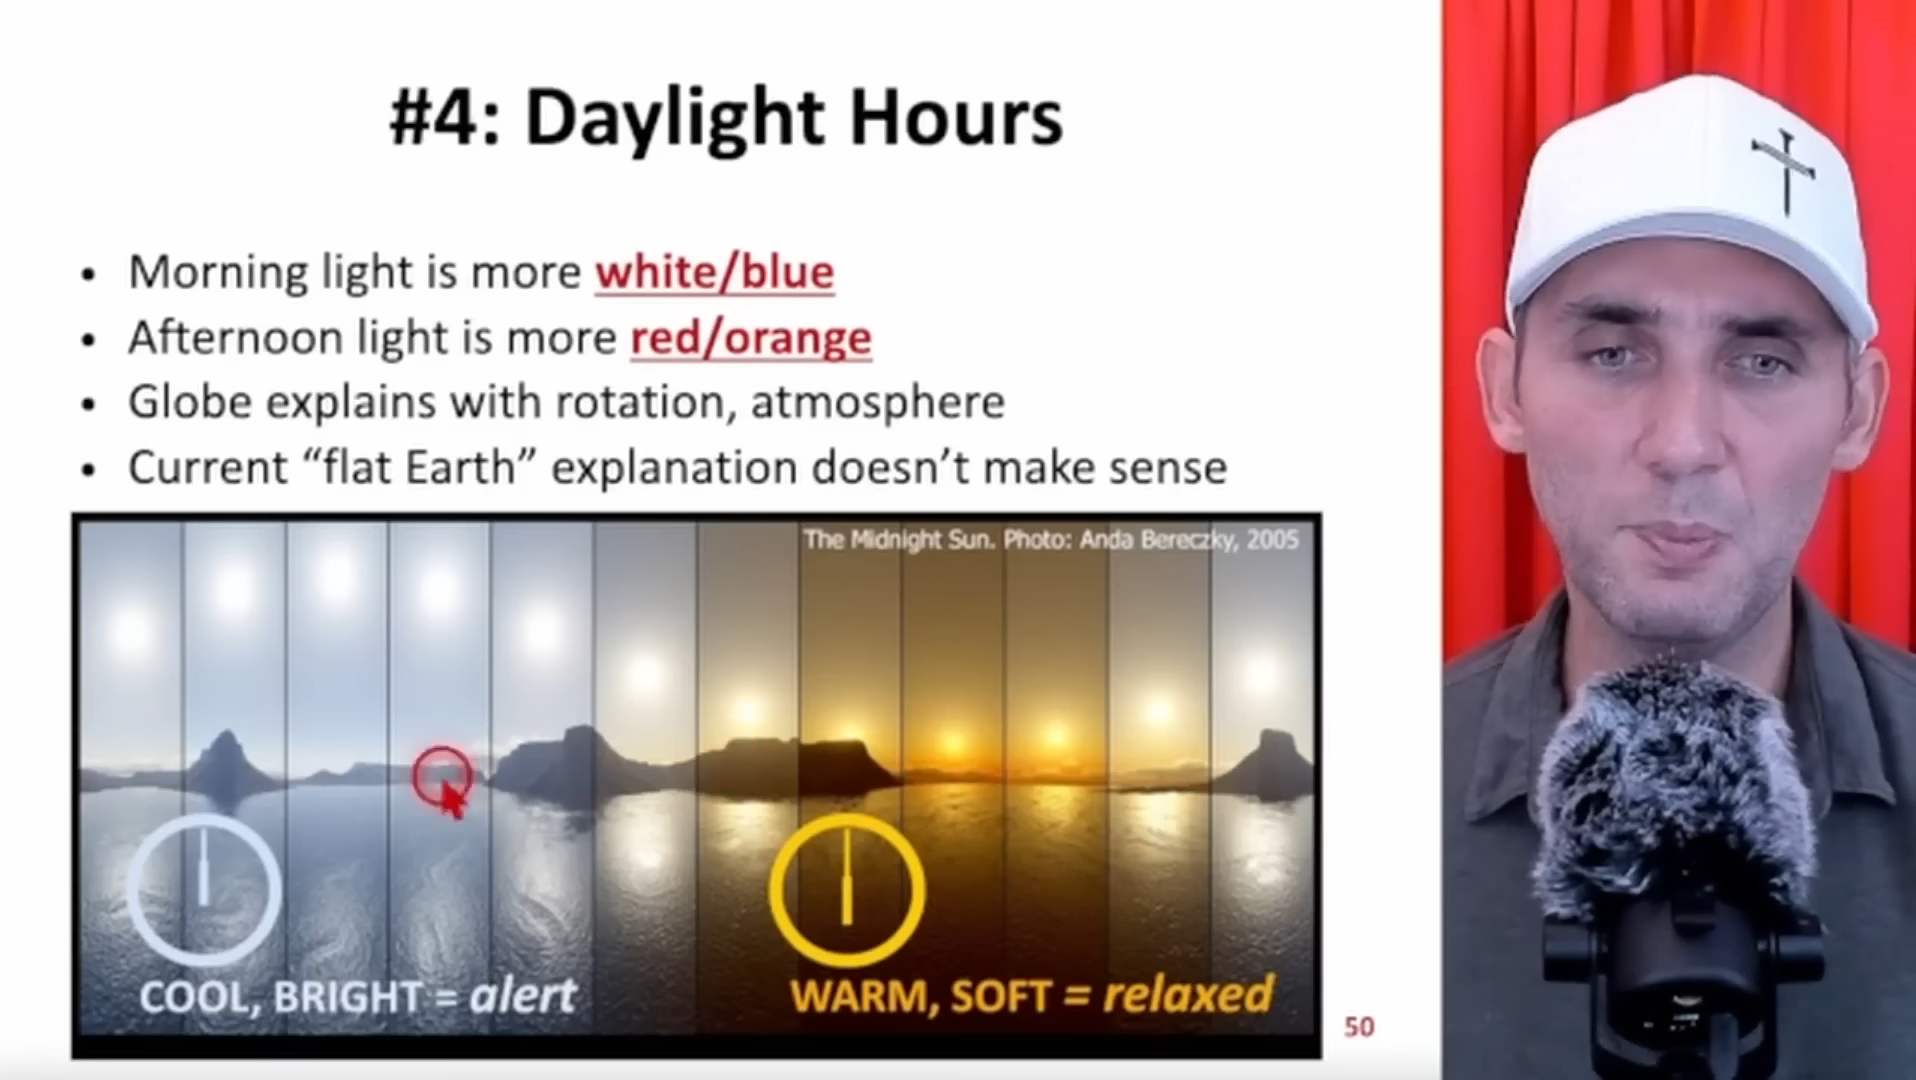 #4: Daylight Hours
• Morning light is more white/blue
• Afternoon light is more red/orange
• Globe explains with rotation, atmosphere
• Current “flat Earth” explanation doesn’t make sense
The Midnight Sun. Photo: Anda Bereczky, 2005
COOL, BRIGHT = alert
WARM, SOFT = relaxed
50